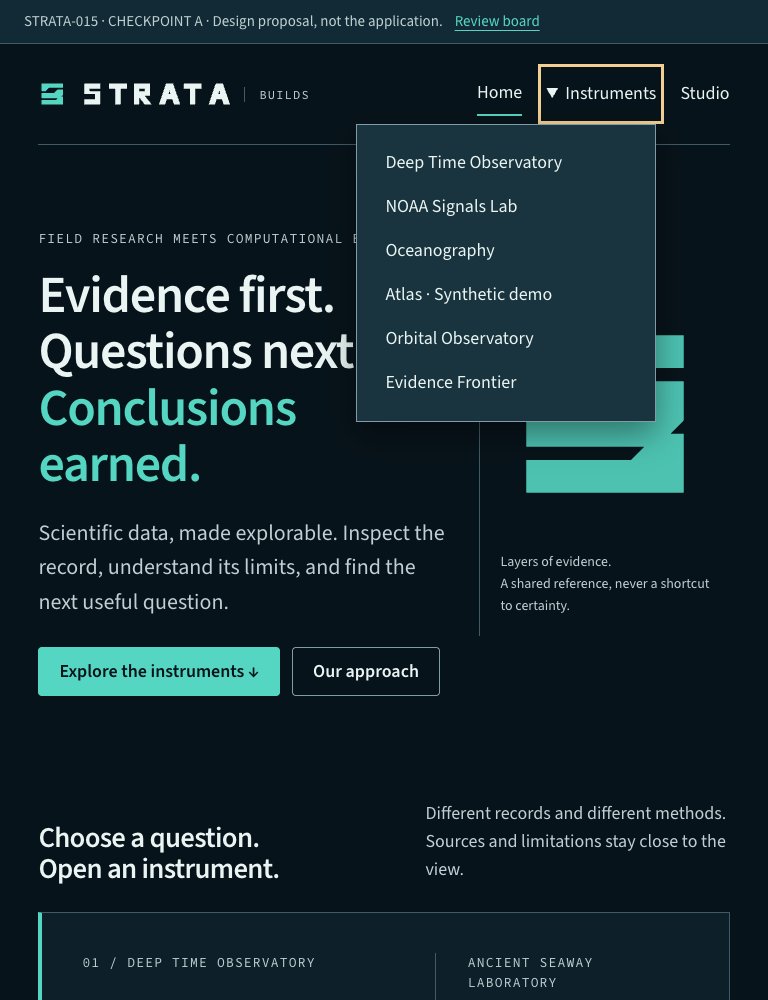 STRATA-015 · CHECKPOINT A · Design proposal, not the application. Review board
STRATA BUILDS
Home ▼ Instruments Studio
Deep Time Observatory
NOAA Signals Lab
Oceanography
Atlas · Synthetic demo
Orbital Observatory
Evidence Frontier
FIELD RESEARCH MEETS COMPUTATIONAL
Evidence first.
Questions next
Conclusions
earned.
Scientific data, made explorable. Inspect the
record, understand its limits, and find the
next useful question.
Explore the instruments ↓
Our approach
Layers of evidence.
A shared reference, never a shortcut
to certainty.
Choose a question.
Open an instrument.
Different records and different methods.
Sources and limitations stay close to the
view.
01 / DEEP TIME OBSERVATORY
ANCIENT SEAWAY
LABORATORY